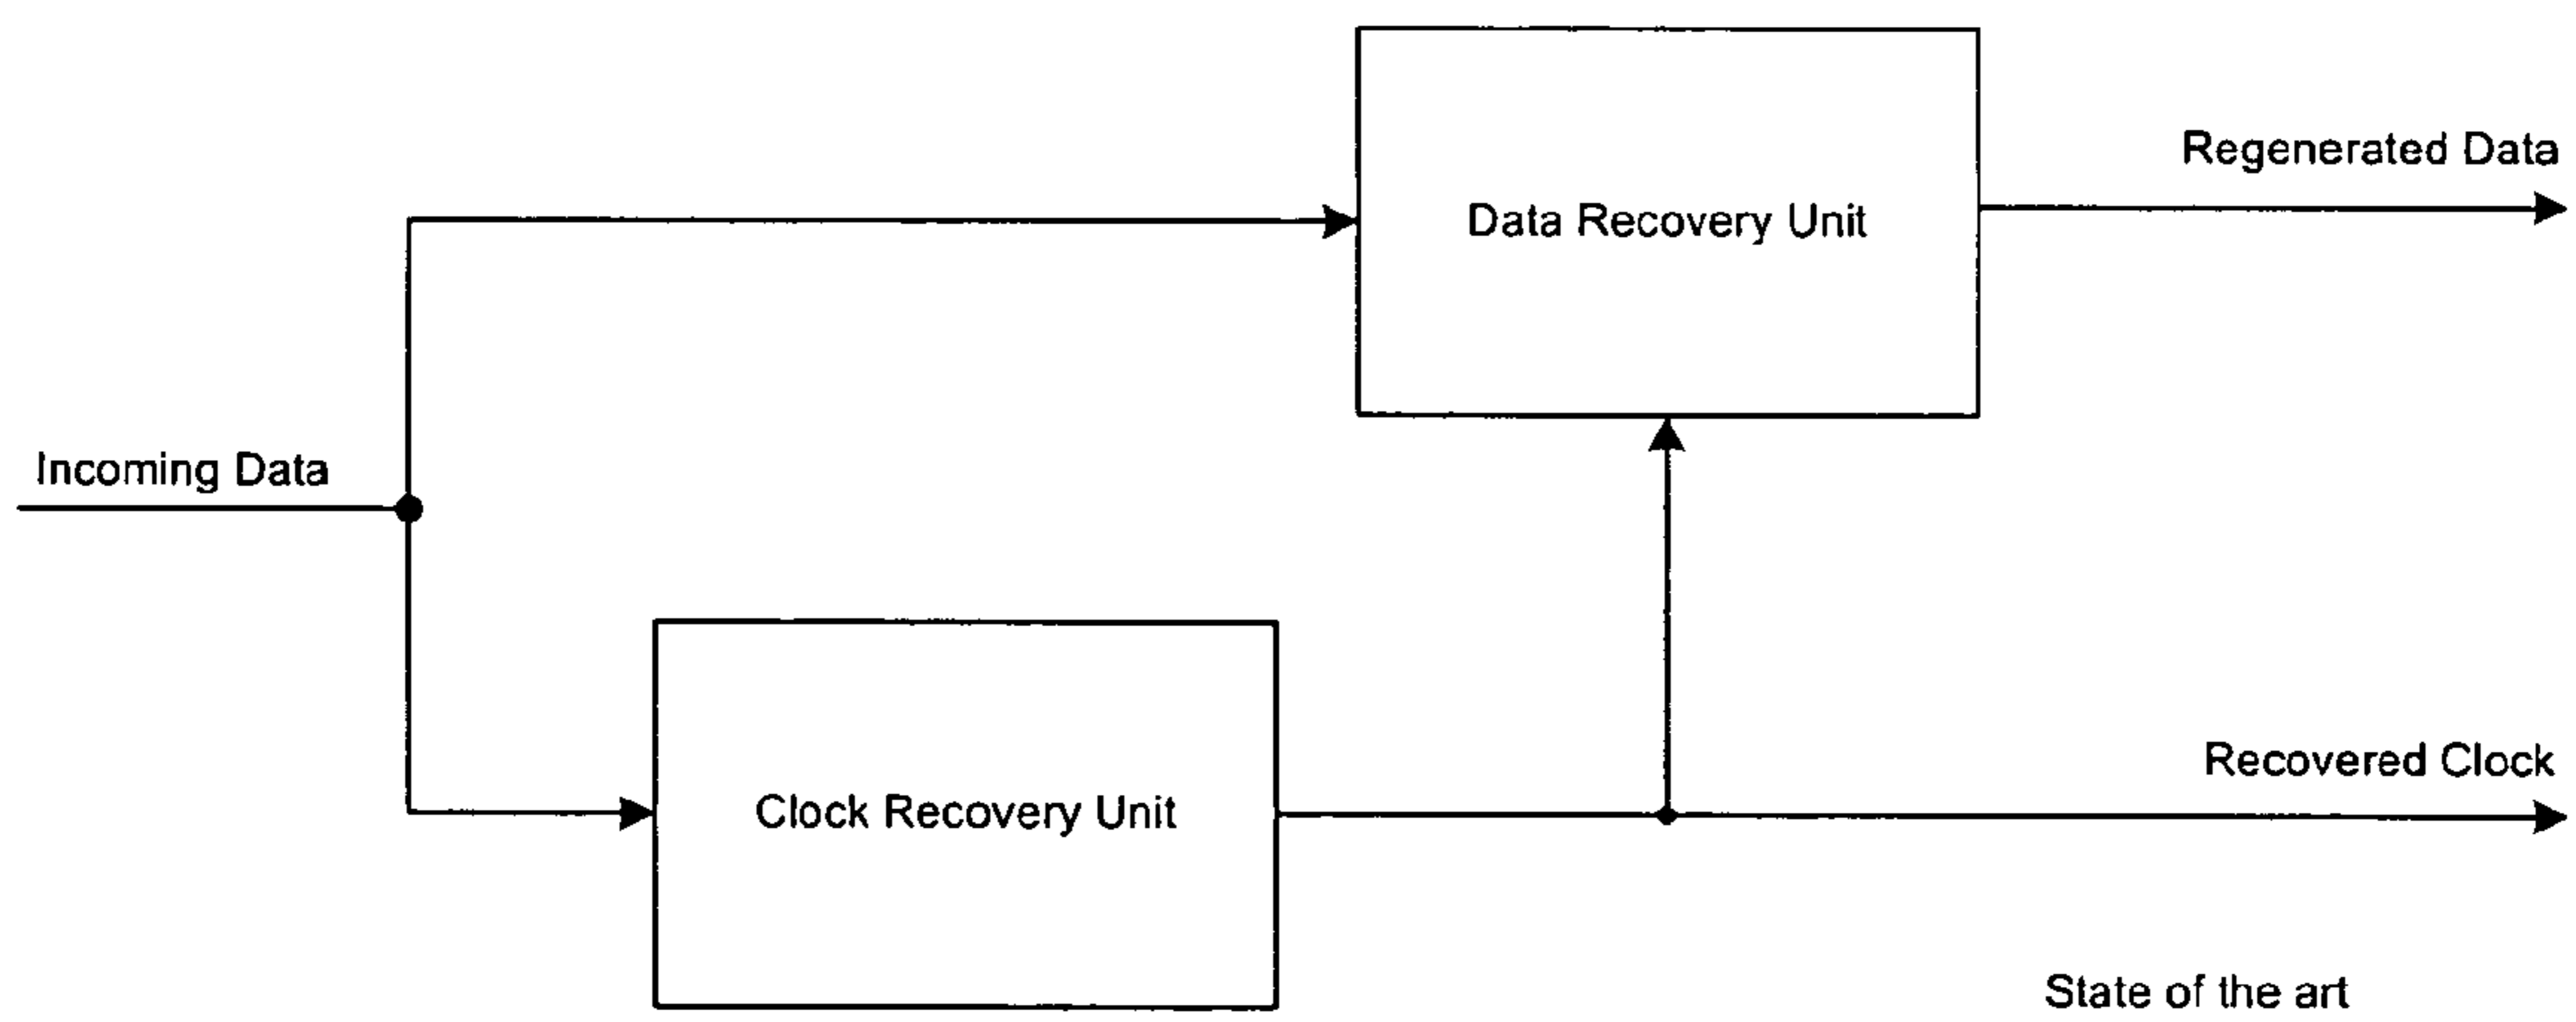 Regenerated Data
Data Recovery Unit
Incoming Data
Recovered Clock
Clock Recovery Unit
State of the art